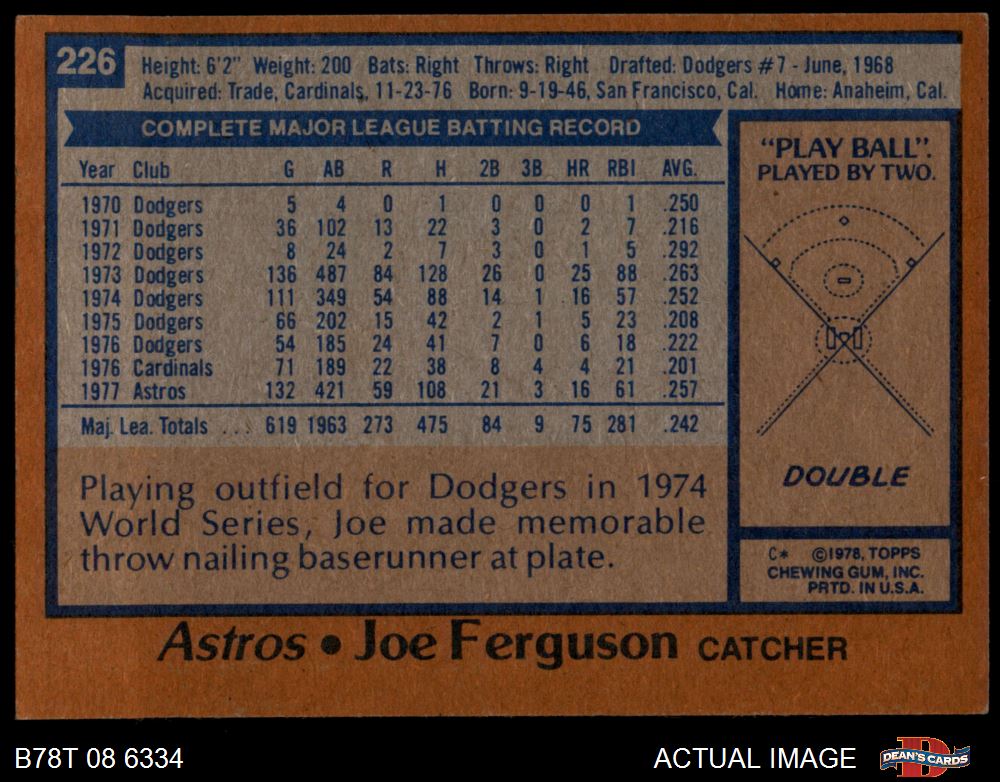 226
Height: 6'2" Weight: 200 Bats: Right Throws: Right Drafted: Dodgers #7 - June, 1968
Acquired: Trade, Cardinals, 11-23-76 Born: 9-19-46, San Francisco, Cal. Home: Anaheim, Cal.
COMPLETE MAJOR LEAGUE BATTING RECORD
Year Club G AB R H 2B 3B HR RBI AVG.
1970 Dodgers 5 4 0 1 0 0 0 1 .250
1971 Dodgers 36 102 13 22 3 0 2 7 .216
1972 Dodgers 8 24 2 7 3 0 1 5 .292
1973 Dodgers 136 487 84 128 26 0 25 88 .263
1974 Dodgers 111 349 54 88 14 1 16 57 .252
1975 Dodgers 66 202 15 42 2 1 5 23 .208
1976 Dodgers 54 185 24 41 7 0 6 18 .222
1976 Cardinals 71 189 22 38 8 4 4 21 .201
1977 Astros 132 421 59 108 21 3 16 61 .257
Maj. Lea. Totals ... 619 1963 273 475 84 9 75 281 .242
Playing outfield for Dodgers in 1974
World Series, Joe made memorable
throw nailing baserunner at plate.
"PLAY BALL".
PLAYED BY TWO.
DOUBLE
C* ©1978, TOPPS
CHEWING GUM, INC.
PRTD. IN U.S.A.
Astros • Joe Ferguson CATCHER
B78T 08 6334
ACTUAL IMAGE
DEAN'S CARDS